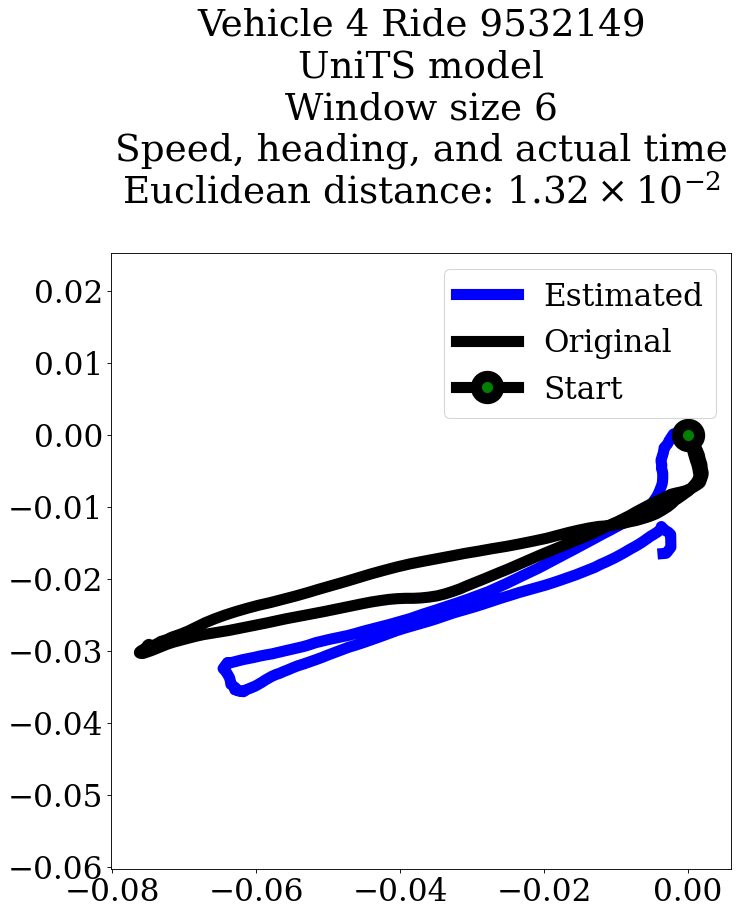 Vehicle 4 Ride 9532149
UniTS model
Window size 6
Speed, heading, and actual time
Euclidean distance: 1.32 × 10⁻²
Estimated
Original
Start
0.02
0.01
0.00
−0.01
−0.02
−0.03
−0.04
−0.05
−0.06
−0.08 −0.06 −0.04 −0.02 0.00